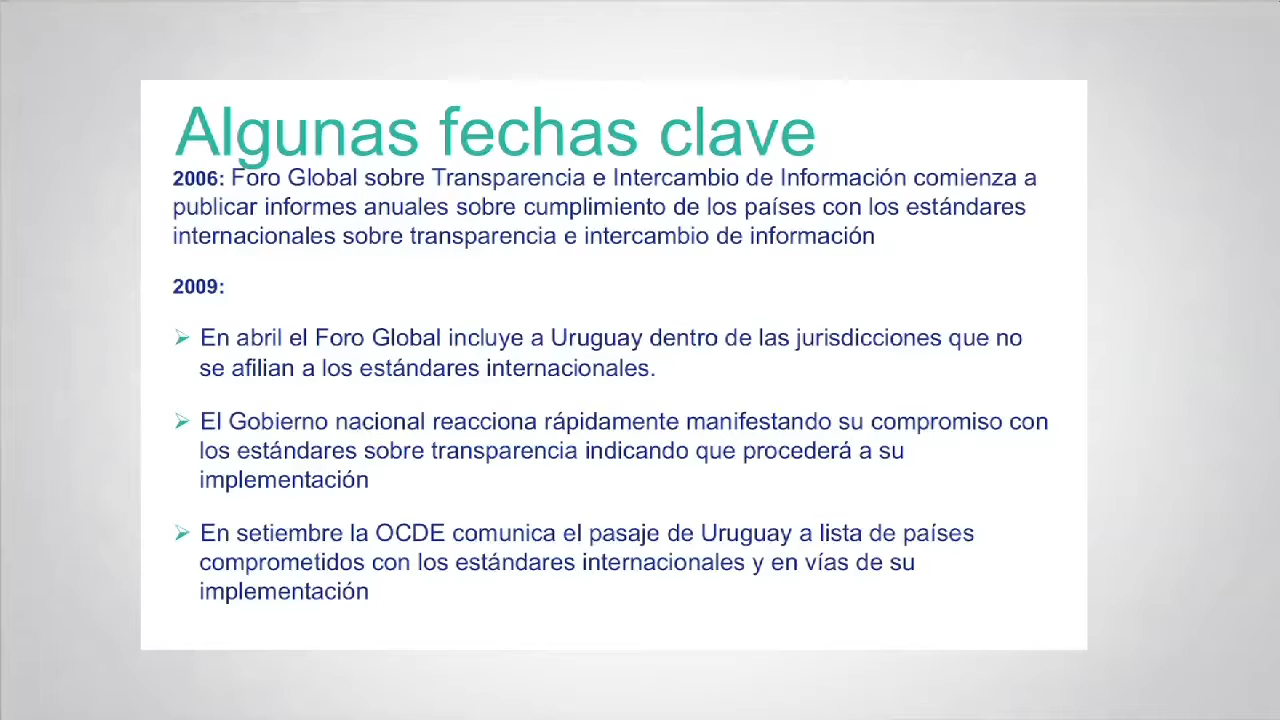 Algunas fechas clave
2006: Foro Global sobre Transparencia e Intercambio de Información comienza a
publicar informes anuales sobre cumplimiento de los países con los estándares
internacionales sobre transparencia e intercambio de información
2009:
En abril el Foro Global incluye a Uruguay dentro de las jurisdicciones que no
se afilian a los estándares internacionales.
El Gobierno nacional reacciona rápidamente manifestando su compromiso con
los estándares sobre transparencia indicando que procederá a su
implementación
En setiembre la OCDE comunica el pasaje de Uruguay a lista de países
comprometidos con los estándares internacionales y en vías de su
implementación